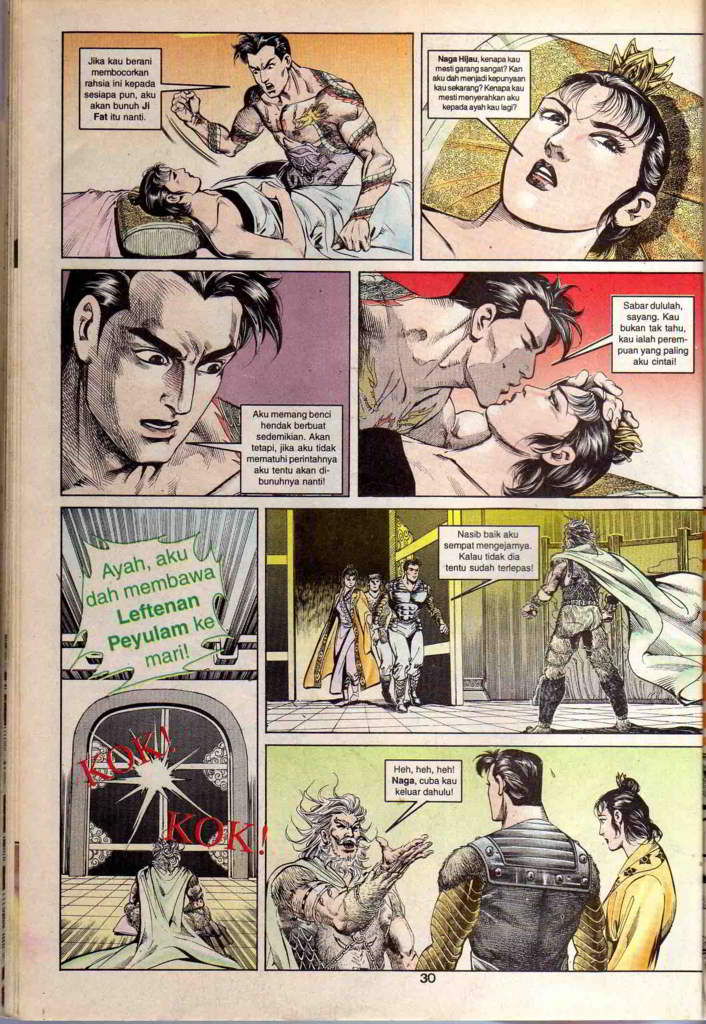 Jika kau berani
membocorkan
rahsia ini kepada
sesiapa pun, aku
akan bunuh Ji
Fat itu nanti.
Naga Hijau, kenapa kau
mesti garang sangat? Kan
aku dah menjadi kepunyaan
kau sekarang? Kenapa kau
mesti menyerahkan aku
kepada ayah kau lagi?
Aku memang benci
hendak berbuat
sedemikian. Akan
tetapi, jika aku tidak
mematuhi perintahnya
aku tentu akan di-
bunuhnya nanti!
Sabar dululah,
sayang. Kau
bukan tak tahu,
kau ialah perem-
puan yang paling
aku cintai!
Ayah, aku
dah membawa
Leftenan
Peyulam ke
mari!
KOK!
KOK!
Nasib baik aku
sempat mengejarnya.
Kalau tidak dia
tentu sudah terlepas!
Heh, heh, heh!
Naga, cuba kau
keluar dahulu!
30